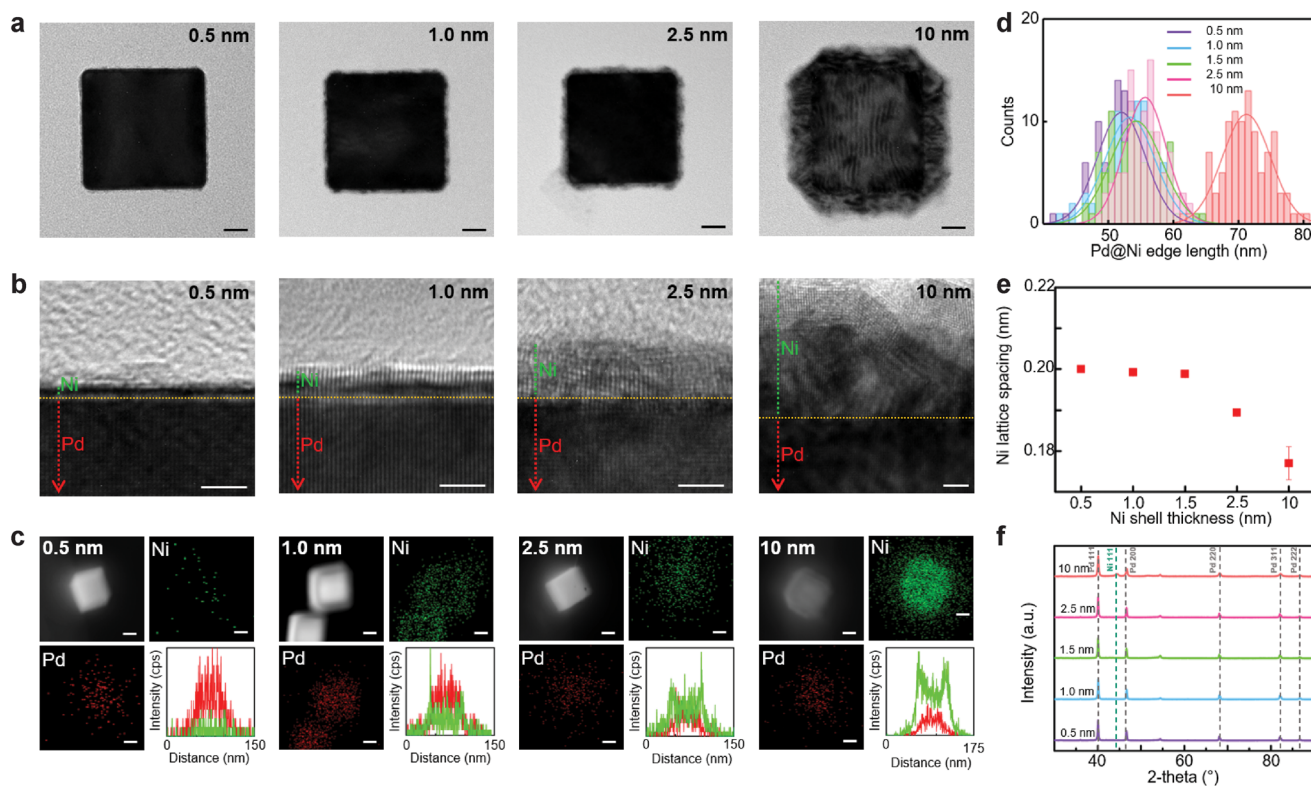 a
0.5 nm
1.0 nm
2.5 nm
10 nm
b
0.5 nm
Ni
Pd
1.0 nm
Ni
Pd
2.5 nm
Ni
Pd
10 nm
Ni
Pd
c
0.5 nm
Ni
Pd
Intensity (cps)
0
150
Distance (nm)
1.0 nm
Ni
Pd
Intensity (cps)
0
150
Distance (nm)
2.5 nm
Ni
Pd
Intensity (cps)
0
150
Distance (nm)
10 nm
Ni
Pd
Intensity (cps)
0
175
Distance (nm)
d
20
10
0
Counts
0.5 nm
1.0 nm
1.5 nm
2.5 nm
10 nm
50
60
70
80
Pd@Ni edge length (nm)
e
0.22
0.20
0.18
Ni lattice spacing (nm)
0.5
1.0
1.5
2.5
10
Ni shell thickness (nm)
f
Intensity (a.u.)
Pd 111
Ni 111
Pd 200
Pd 220
Pd 311
Pd 222
10 nm
2.5 nm
1.5 nm
1.0 nm
0.5 nm
40
60
80
2-theta (°)